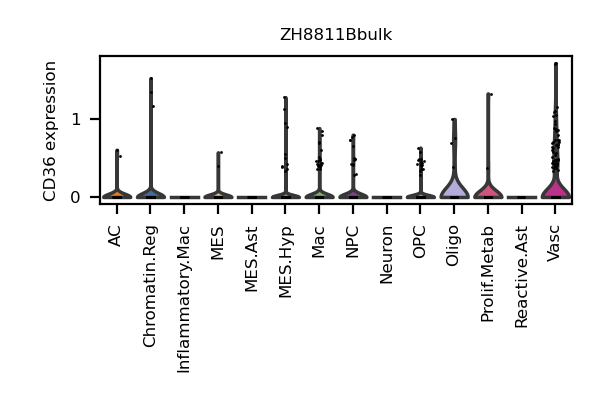 ZH8811Bbulk
CD36 expression
1
0
AC
Chromatin.Reg
Inflammatory.Mac
MES
MES.Ast
MES.Hyp
Mac
NPC
Neuron
OPC
Oligo
Prolif.Metab
Reactive.Ast
Vasc